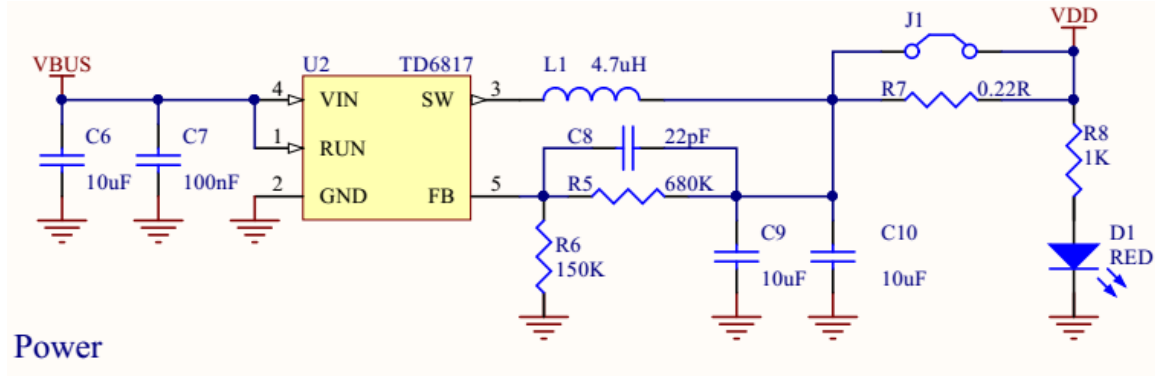 J1
VDD
VBUS
U2 TD6817 L1 4.7uH
4 VIN SW 3 R7 0.22R
C6 C7 1 RUN C8 22pF R8
1K
10uF 100nF 2 GND FB 5 R5 680K
R6 C9 C10 D1
150K 10uF 10uF RED
Power